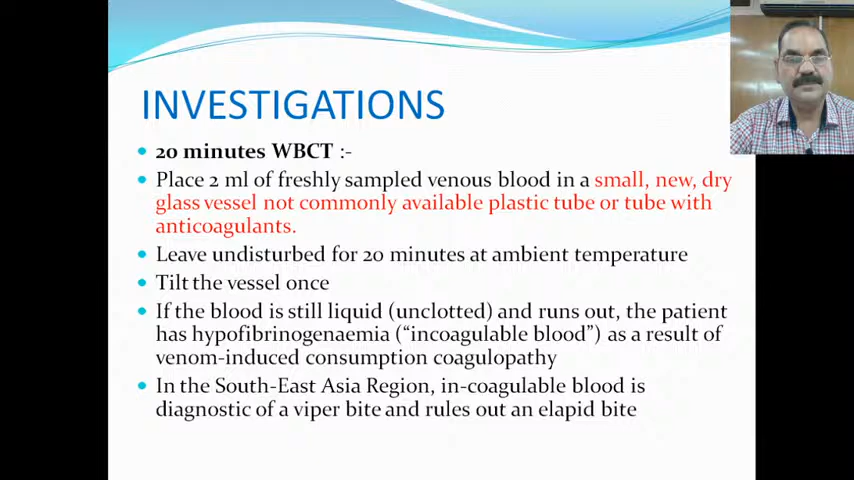 INVESTIGATIONS
20 minutes WBCT :-
Place 2 ml of freshly sampled venous blood in a small, new, dry
glass vessel not commonly available plastic tube or tube with
anticoagulants.
Leave undisturbed for 20 minutes at ambient temperature
Tilt the vessel once
If the blood is still liquid (unclotted) and runs out, the patient
has hypofibrinogenaemia (“incoagulable blood”) as a result of
venom-induced consumption coagulopathy
In the South-East Asia Region, in-coagulable blood is
diagnostic of a viper bite and rules out an elapid bite